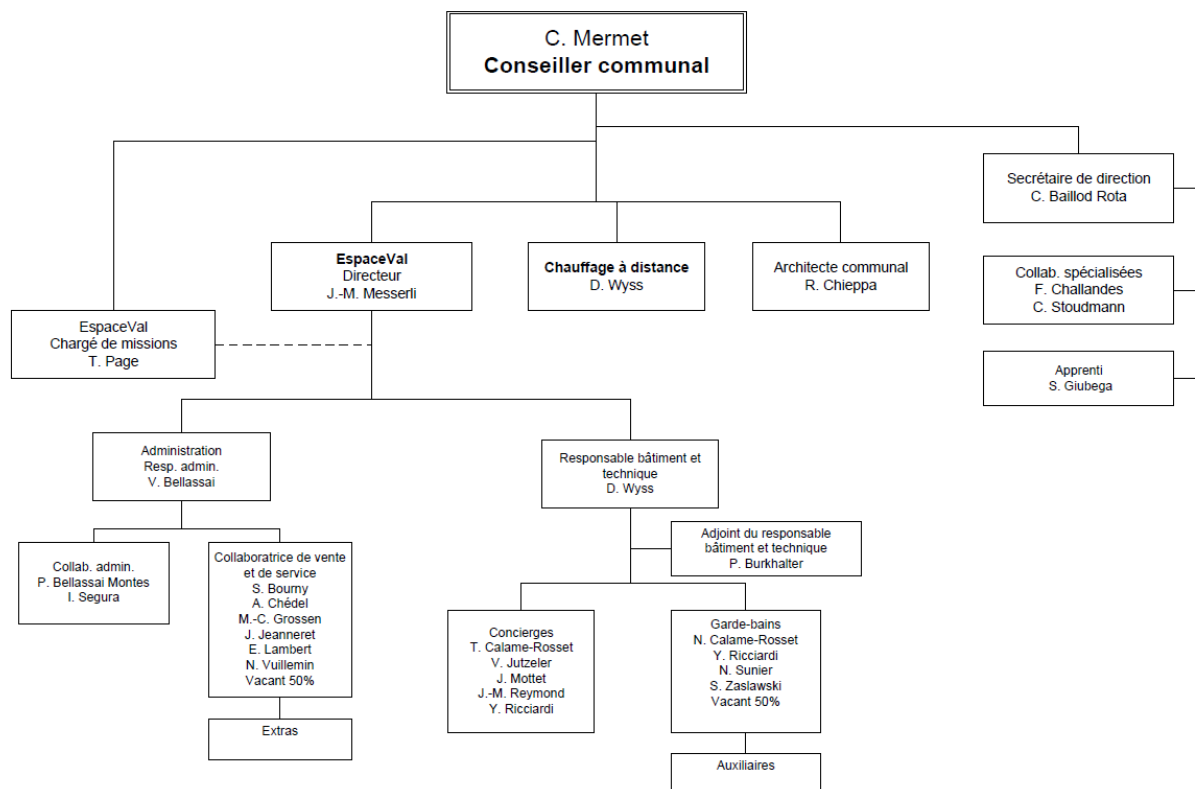 C. Mermet
Conseiller communal
Secrétaire de direction
C. Baillod Rota
EspaceVal
Directeur
J.-M. Messerli
Chauffage à distance
D. Wyss
Architecte communal
R. Chieppa
Collab. spécialisées
F. Challandes
C. Stoudmann
EspaceVal
Chargé de missions
T. Page
Apprenti
S. Giubega
Administration
Resp. admin.
V. Bellassai
Responsable bâtiment et
technique
D. Wyss
Adjoint du responsable
bâtiment et technique
P. Burkhalter
Collab. admin.
P. Bellassai Montes
I. Segura
Collaboratrice de vente
et de service
S. Bourny
A. Chédel
M.-C. Grossen
J. Jeanneret
E. Lambert
N. Vuillemin
Vacant 50%
Extras
Concierges
T. Calame-Rosset
V. Jutzeler
J. Mottet
J.-M. Reymond
Y. Ricciardi
Garde-bains
N. Calame-Rosset
Y. Ricciardi
N. Sunier
S. Zaslawski
Vacant 50%
Auxiliaires